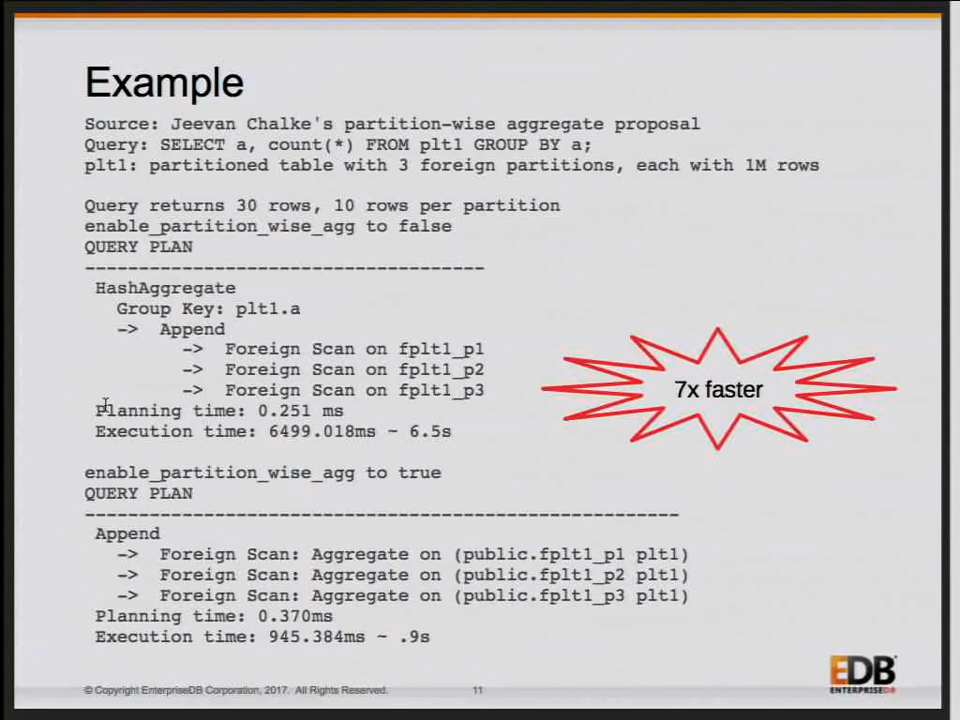 Example
Source: Jeevan Chalke's partition-wise aggregate proposal
Query: SELECT a, count(*) FROM plt1 GROUP BY a;
plt1: partitioned table with 3 foreign partitions, each with 1M rows
Query returns 30 rows, 10 rows per partition
enable_partition_wise_agg to false
QUERY PLAN
-------------------------------------
HashAggregate
Group Key: plt1.a
-> Append
-> Foreign Scan on fplt1_p1
-> Foreign Scan on fplt1_p2
-> Foreign Scan on fplt1_p3
Planning time: 0.251 ms
Execution time: 6499.018ms ~ 6.5s
7x faster
enable_partition_wise_agg to true
QUERY PLAN
-------------------------------------------------------
Append
-> Foreign Scan: Aggregate on (public.fplt1_p1 plt1)
-> Foreign Scan: Aggregate on (public.fplt1_p2 plt1)
-> Foreign Scan: Aggregate on (public.fplt1_p3 plt1)
Planning time: 0.370ms
Execution time: 945.384ms ~ .9s
© Copyright EnterpriseDB Corporation, 2017. All Rights Reserved.
11
EDB
ENTERPRISEDB